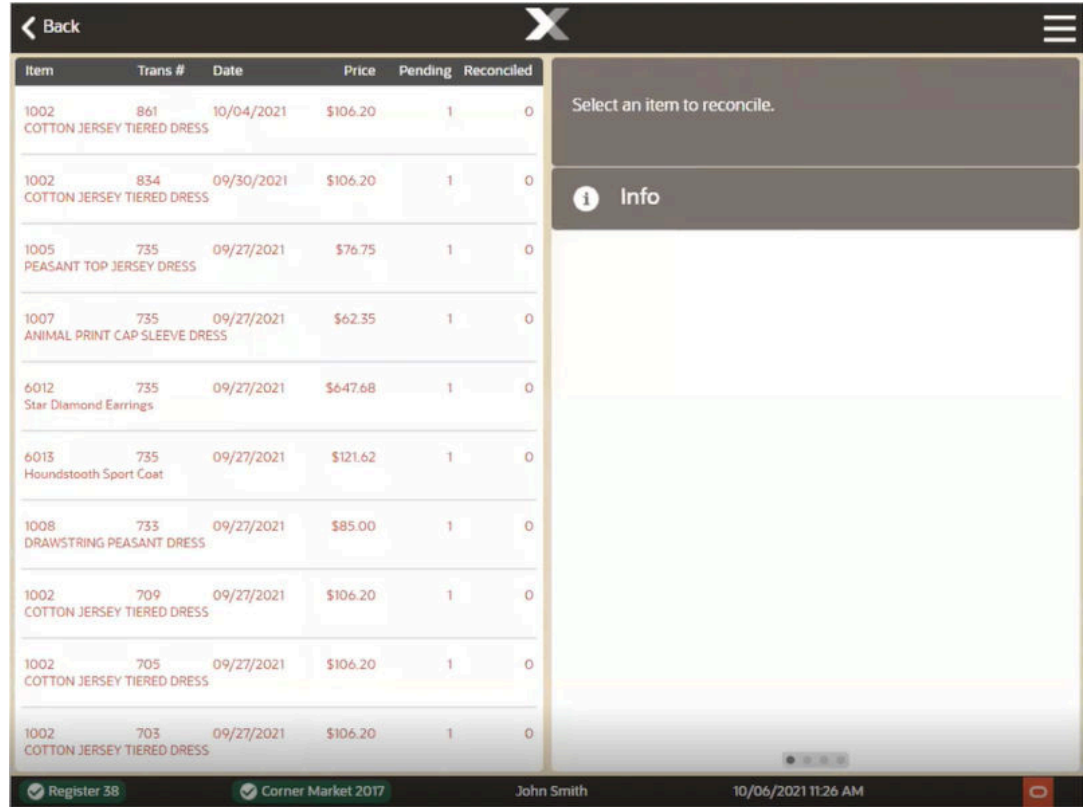 Back
Item Trans # Date Price Pending Reconciled
1002 861 10/04/2021 $106.20 1 0
COTTON JERSEY TIERED DRESS
1002 834 09/30/2021 $106.20 1 0
COTTON JERSEY TIERED DRESS
1005 735 09/27/2021 $76.75 1 0
PEASANT TOP JERSEY DRESS
1007 735 09/27/2021 $62.35 1 0
ANIMAL PRINT CAP SLEEVE DRESS
6012 735 09/27/2021 $647.68 1 0
Star Diamond Earrings
6013 735 09/27/2021 $121.62 1 0
Houndstooth Sport Coat
1008 733 09/27/2021 $85.00 1 0
DRAWSTRING PEASANT DRESS
1002 709 09/27/2021 $106.20 1 0
COTTON JERSEY TIERED DRESS
1002 705 09/27/2021 $106.20 1 0
COTTON JERSEY TIERED DRESS
1002 703 09/27/2021 $106.20 1 0
COTTON JERSEY TIERED DRESS
Select an item to reconcile.
Info
Register 38 Corner Market 2017 John Smith 10/06/2021 11:26 AM